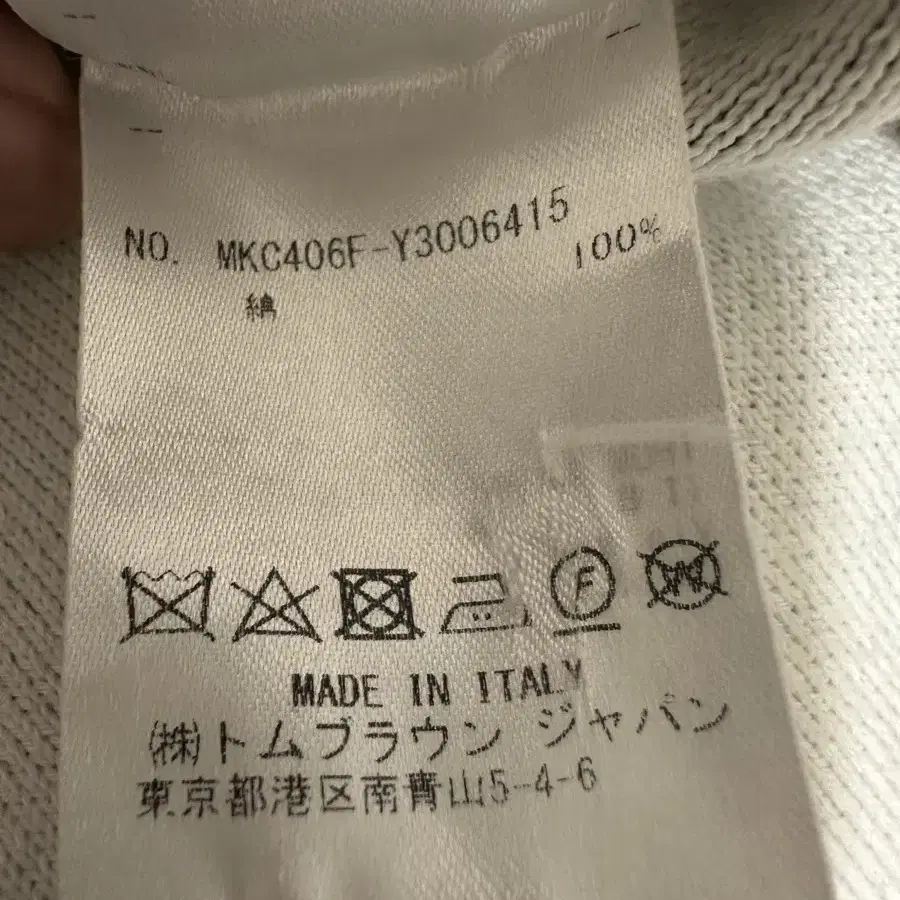 NO. MKC406F-Y3006415
綿 100%
F
W
MADE IN ITALY
(株)トムブラウン ジャパン
東京都港区南青山5-4-6